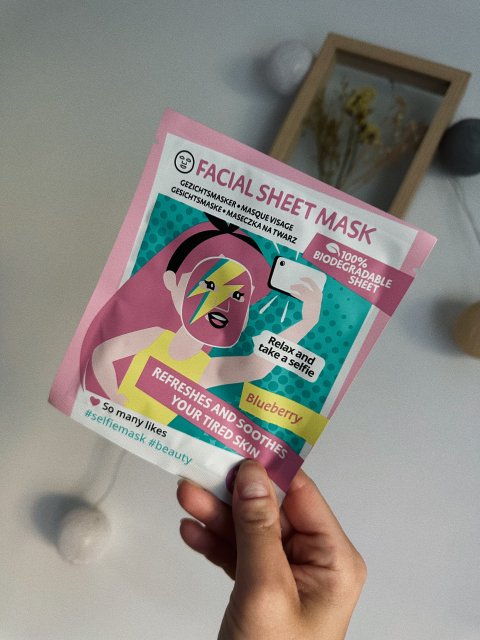 FACIAL SHEET MASK
GEZICHTSMASKER • MASQUE VISAGE
GESICHTSMASKE • MASECZKA NA TWARZ
100%
BIODEGRADABLE
SHEET
Relax and
take a selfie
Blueberry
REFRESHES AND SOOTHES
YOUR TIRED SKIN
So many likes
#selfiemask #beauty